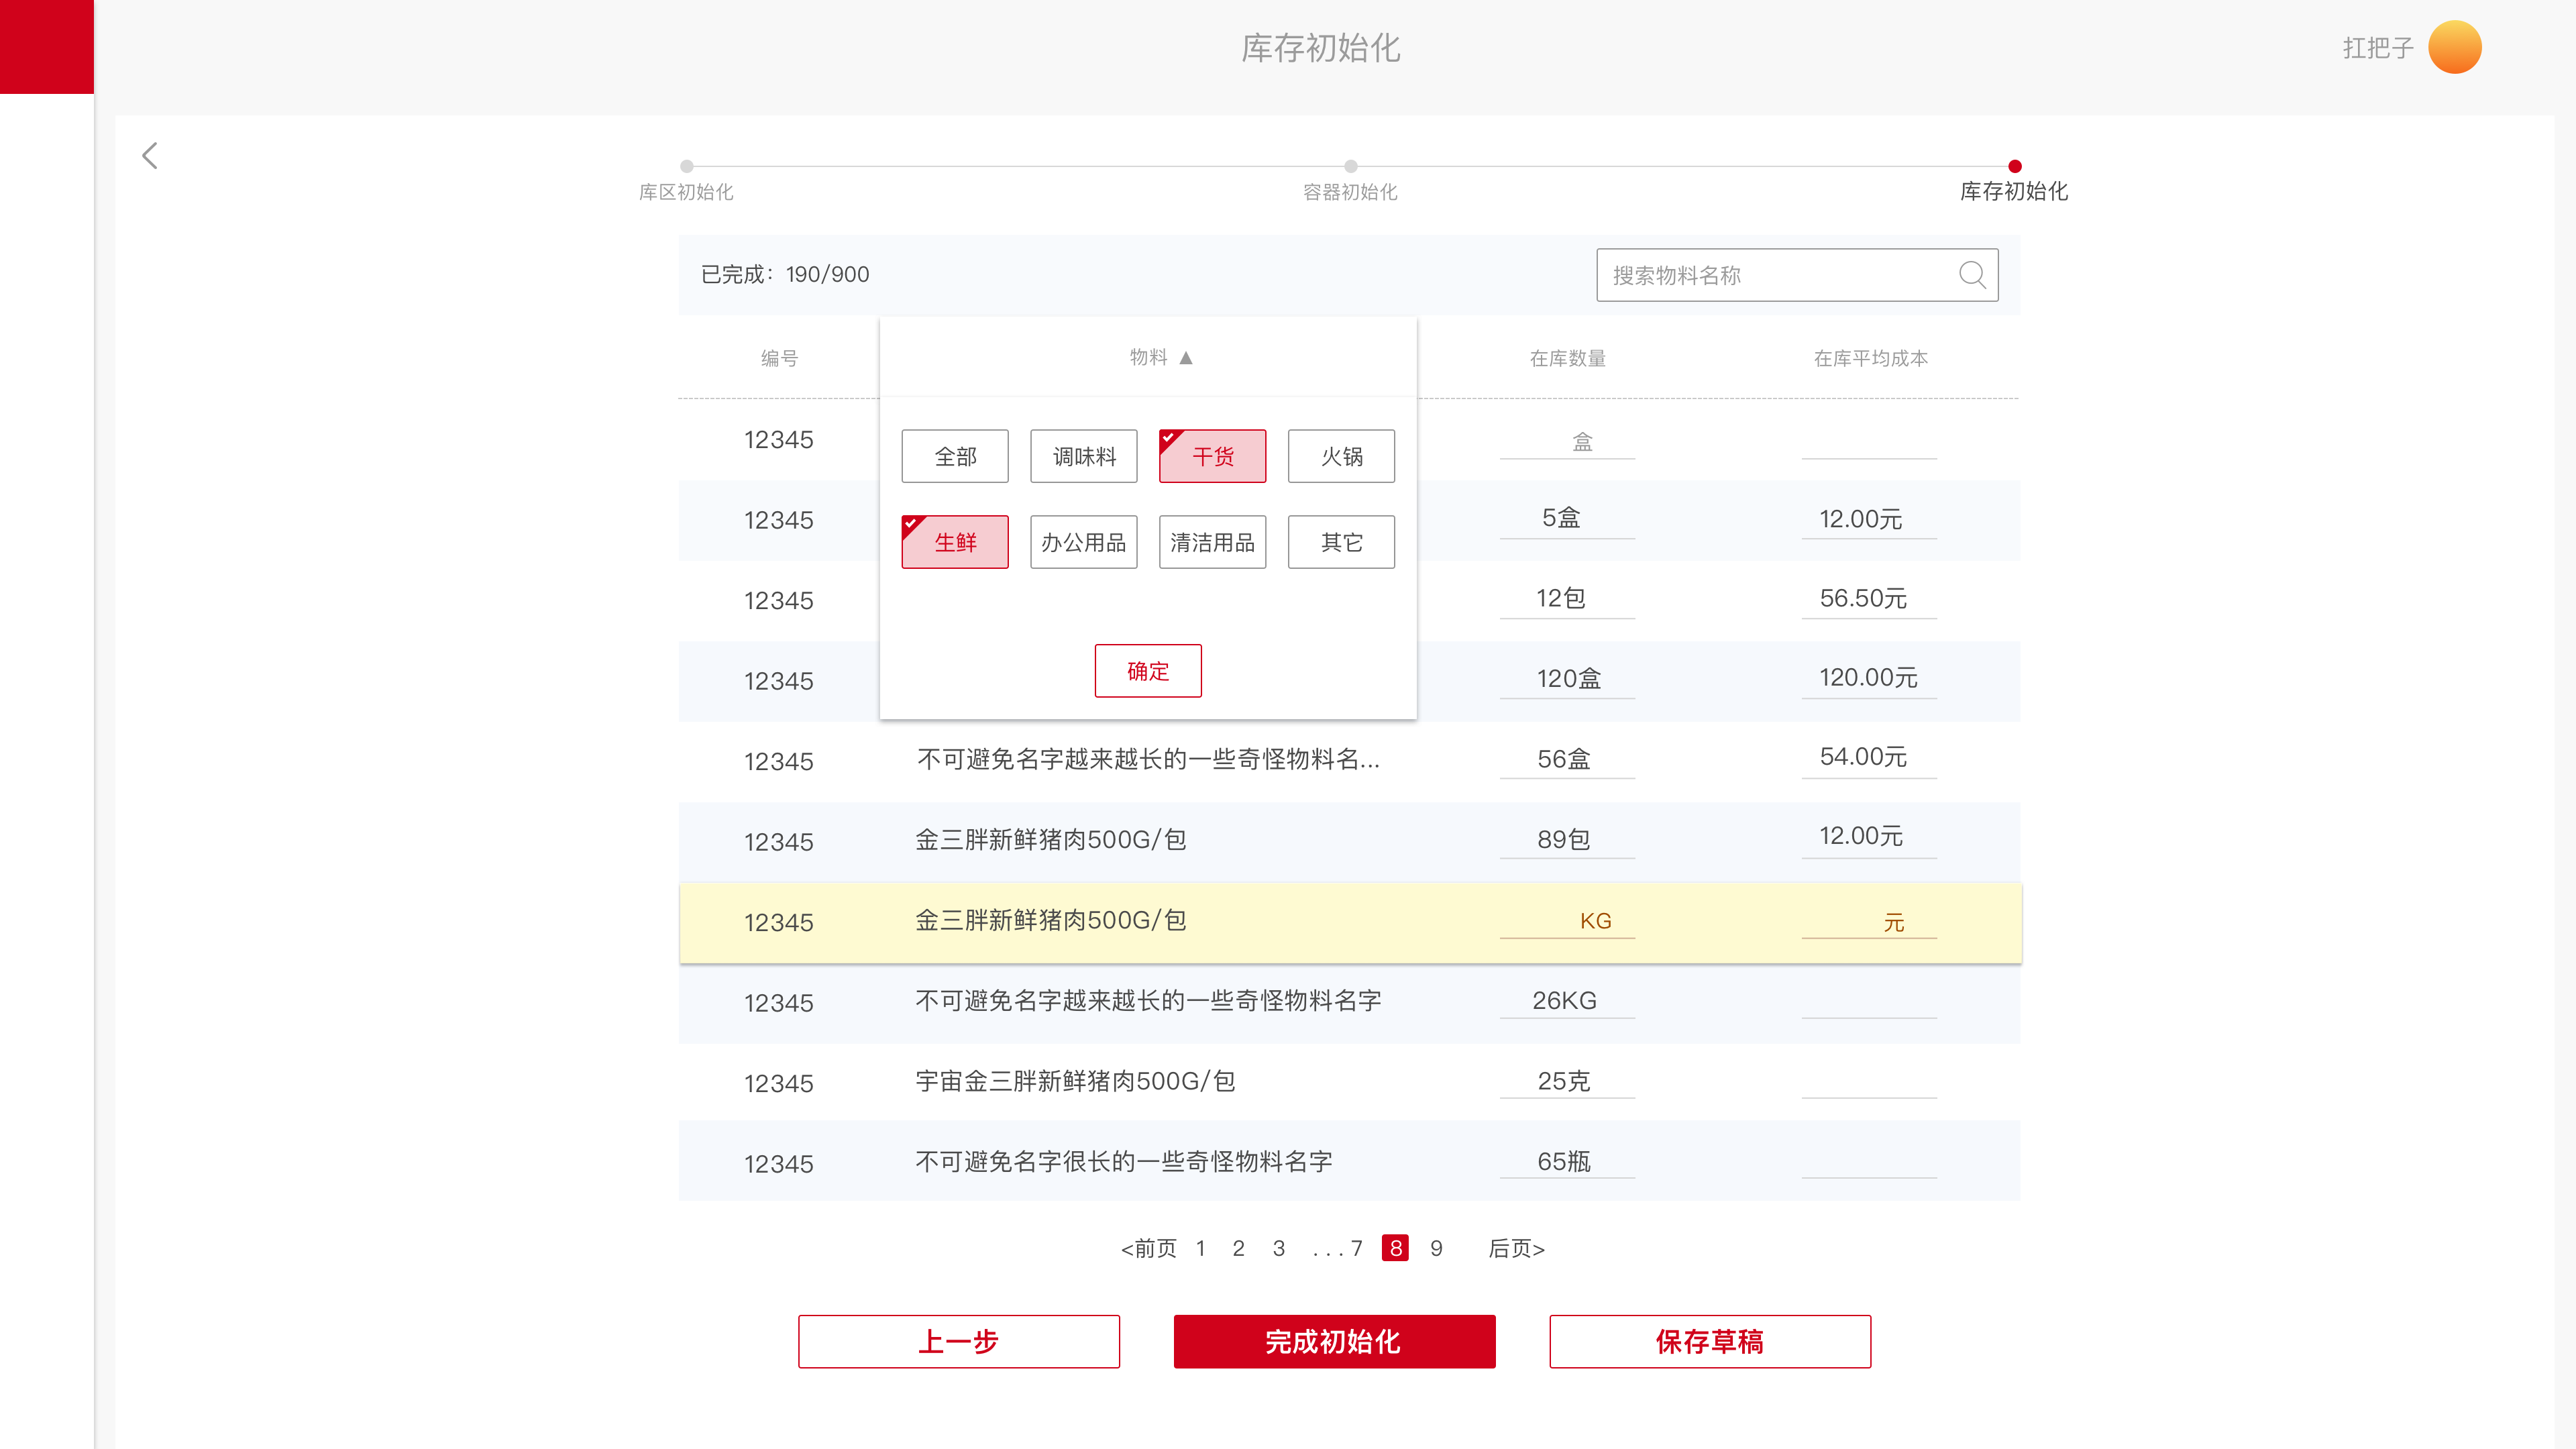 库存初始化
扛把子
库区初始化 容器初始化 库存初始化
已完成：190/900
搜索物料名称
编号 物料 ▲ 在库数量 在库平均成本
12345 盒
全部 调味料 干货 火锅
12345 5盒 12.00元
生鲜 办公用品 清洁用品 其它
12345 12包 56.50元
确定
12345 120盒 120.00元
12345 不可避免名字越来越长的一些奇怪物料名... 56盒 54.00元
12345 金三胖新鲜猪肉500G/包 89包 12.00元
12345 金三胖新鲜猪肉500G/包 KG 元
12345 不可避免名字越来越长的一些奇怪物料名字 26KG
12345 宇宙金三胖新鲜猪肉500G/包 25克
12345 不可避免名字很长的一些奇怪物料名字 65瓶
<前页 1 2 3 ...7 8 9 后页>
上一步 完成初始化 保存草稿